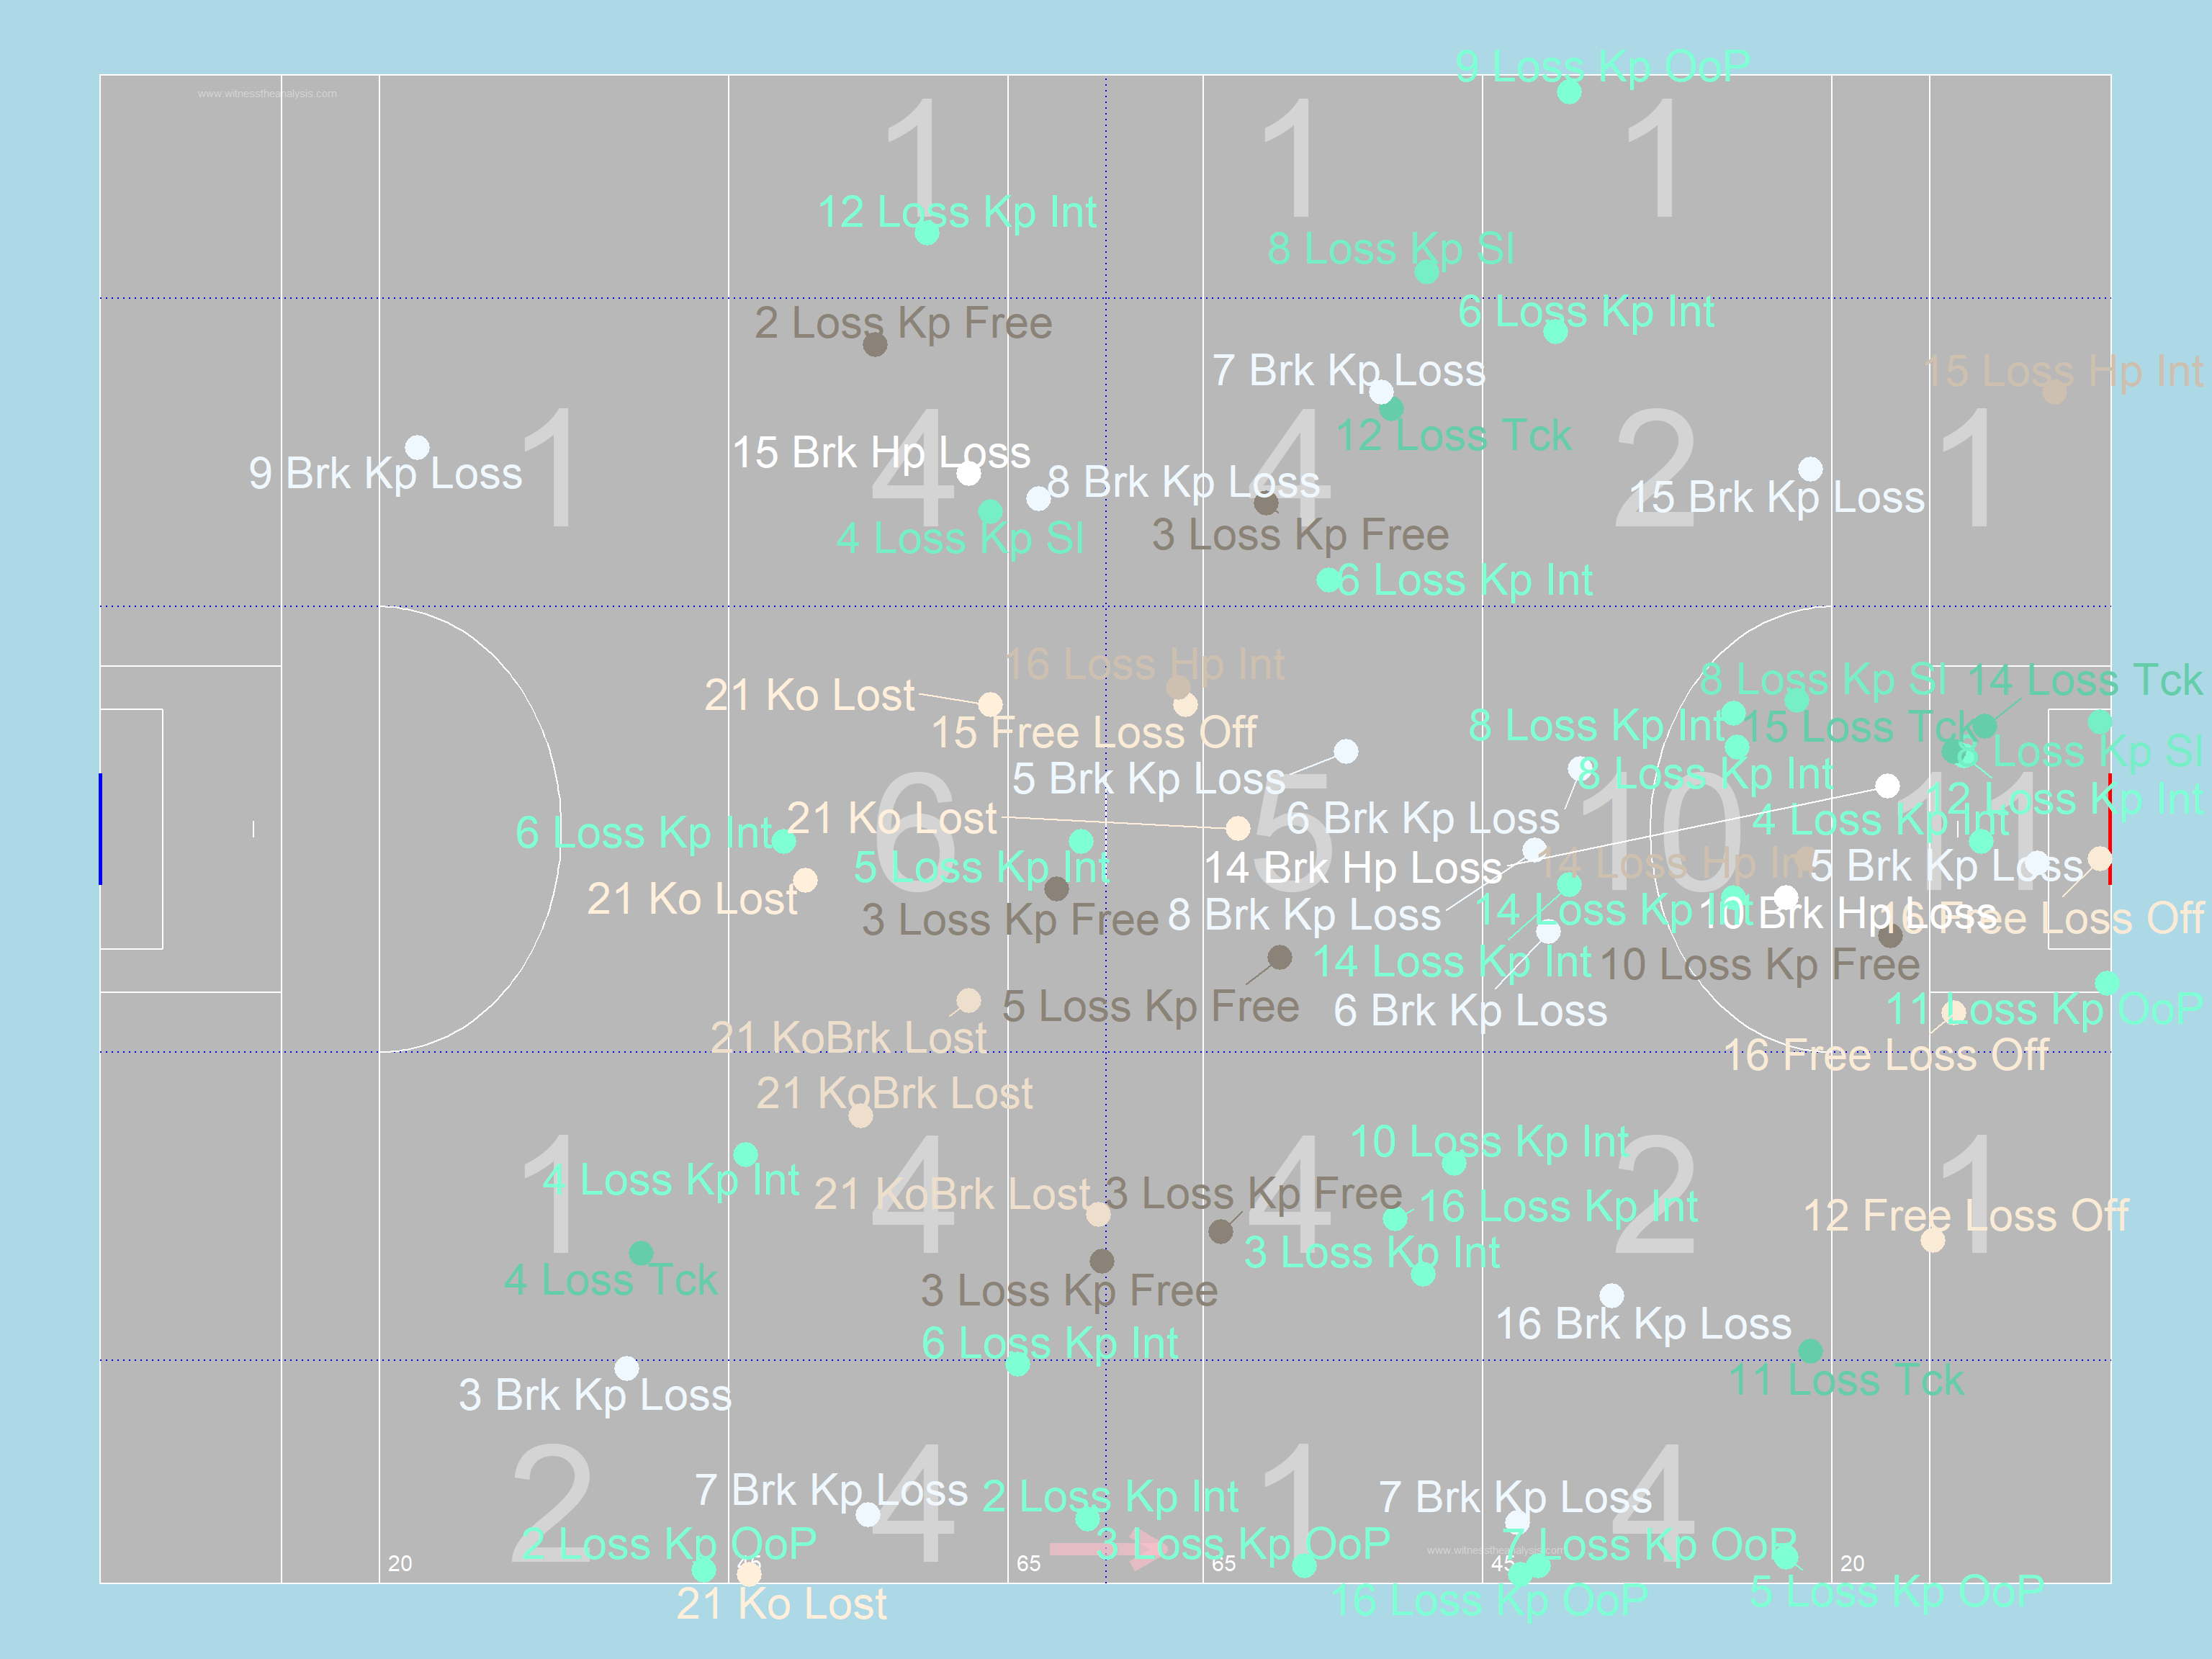 9 Loss Kp OoP
www.witnesstheanalysis.com
1
1
1
12 Loss Kp Int
8 Loss Kp Sl
6 Loss Kp Int
2 Loss Kp Free
7 Brk Kp Loss
15 Loss Hp Int
12 Loss Tck
15 Brk Hp Loss
9 Brk Kp Loss
1
4
4
2
1
8 Brk Kp Loss
15 Brk Kp Loss
4 Loss Kp Sl
3 Loss Kp Free
6 Loss Kp Int
16 Loss Hp Int
8 Loss Kp Sl
14 Loss Tck
21 Ko Lost
15 Free Loss Off
8 Loss Kp Int
15 Loss Tck
Loss Kp Sl
5 Brk Kp Loss
8 Loss Kp Int
12 Loss Kp Int
21 Ko Lost
6 Brk Kp Loss
4 Loss Kp Int
6 Loss Kp Int
6
5
10
11
5 Loss Kp Int
14 Brk Hp Loss
14 Loss Hp Int
5 Brk Kp Loss
21 Ko Lost
3 Loss Kp Free
8 Brk Kp Loss
14 Loss Kp Int
10 Brk Hp Loss
16 Free Loss Off
14 Loss Kp Int
10 Loss Kp Free
5 Loss Kp Free
6 Brk Kp Loss
11 Loss Kp OoP
21 KoBrk Lost
16 Free Loss Off
21 KoBrk Lost
10 Loss Kp Int
4 Loss Kp Int
1
4
4
2
1
21 KoBrk Lost
3 Loss Kp Free
16 Loss Kp Int
12 Free Loss Off
3 Loss Kp Int
4 Loss Tck
3 Loss Kp Free
16 Brk Kp Loss
6 Loss Kp Int
11 Loss Tck
3 Brk Kp Loss
7 Brk Kp Loss
2 Loss Kp Int
7 Brk Kp Loss
2
4
1
4
2 Loss Kp OoP
3 Loss Kp OoP
7 Loss Kp OoP
www.witnesstheanalysis.com
20
45
65
65
45
20
21 Ko Lost
16 Loss Kp OoP
5 Loss Kp OoP